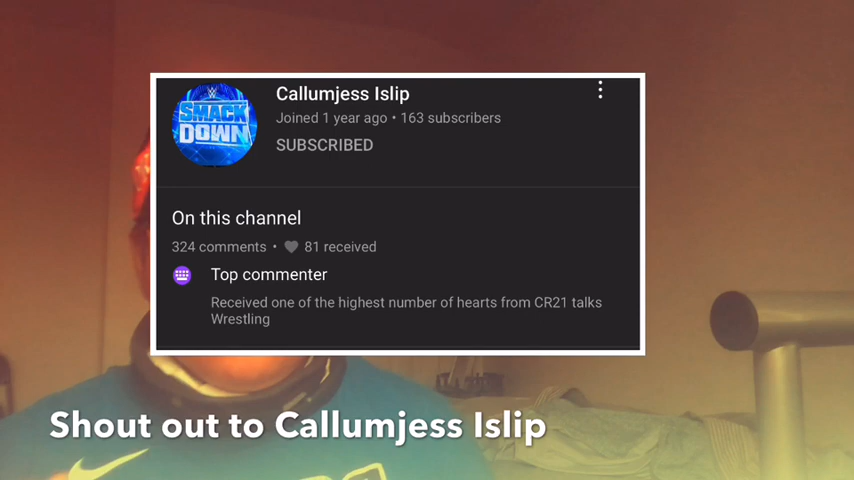 Callumjess Islip
Joined 1 year ago • 163 subscribers
SUBSCRIBED
W
SMACK
DOWN
On this channel
324 comments • 81 received
Top commenter
Received one of the highest number of hearts from CR21 talks
Wrestling
Shout out to Callumjess Islip